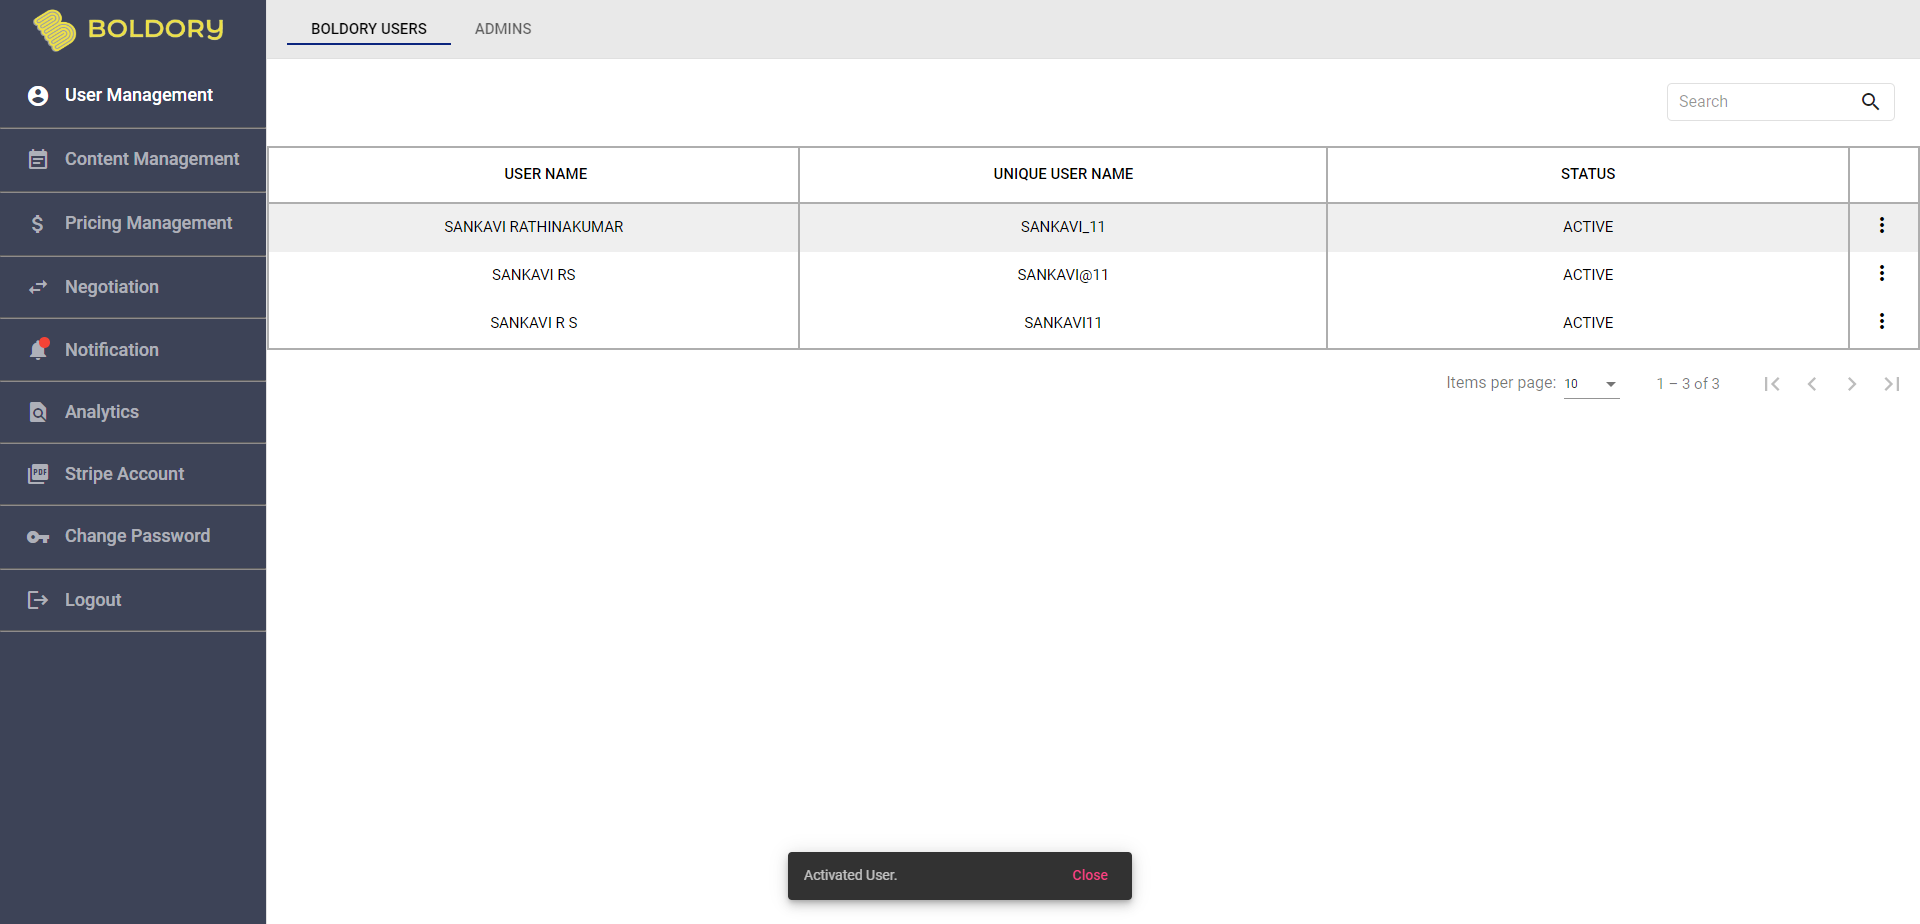 BOLDORY
User Management
Content Management
Pricing Management
Negotiation
Notification
Analytics
PDF
Stripe Account
Change Password
Logout
BOLDORY USERS ADMINS
Search
USER NAME UNIQUE USER NAME STATUS
SANKAVI RATHINAKUMAR SANKAVI_11 ACTIVE
SANKAVI RS SANKAVI@11 ACTIVE
SANKAVI R S SANKAVI11 ACTIVE
Items per page: 10 1 – 3 of 3
Activated User. Close